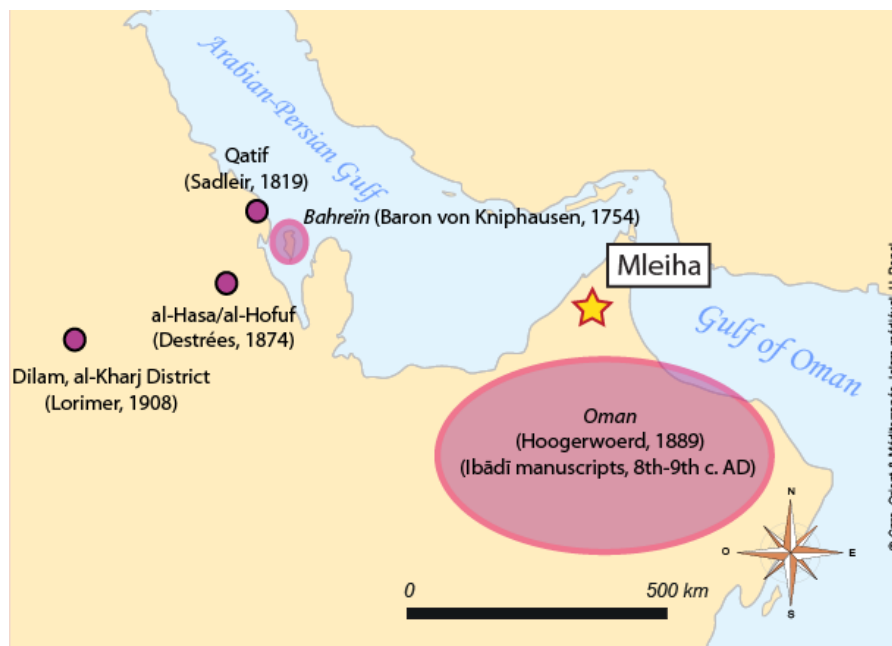 Arabian-Persian Gulf
Qatif
(Sadleir, 1819)
Bahreïn (Baron von Kniphausen, 1754)
Mleiha
al-Hasa/al-Hofuf
(Destrées, 1874)
Gulf of Oman
Dilam, al-Kharj District
(Lorimer, 1908)
Oman
(Hoogerwoerd, 1889)
(Ibādī manuscripts, 8th-9th c. AD)
N
O
E
S
0
500 km